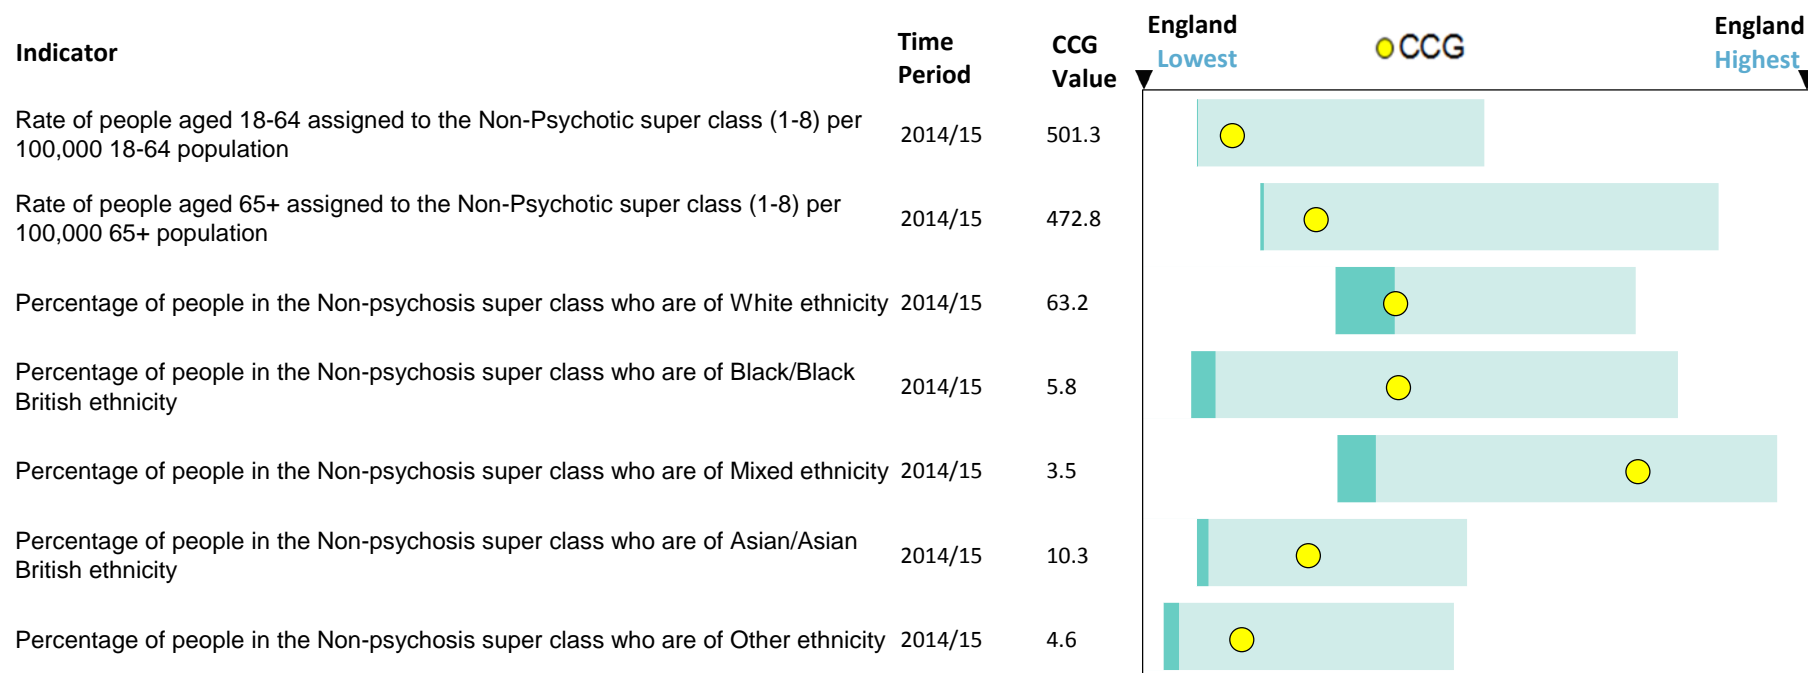 Indicator
Time
Period
CCG
Value
England
Lowest
CCG
England
Highest
Rate of people aged 18-64 assigned to the Non-Psychotic super class (1-8) per
100,000 18-64 population
2014/15
501.3
Rate of people aged 65+ assigned to the Non-Psychotic super class (1-8) per
100,000 65+ population
2014/15
472.8
Percentage of people in the Non-psychosis super class who are of White ethnicity
2014/15
63.2
Percentage of people in the Non-psychosis super class who are of Black/Black
British ethnicity
2014/15
5.8
Percentage of people in the Non-psychosis super class who are of Mixed ethnicity
2014/15
3.5
Percentage of people in the Non-psychosis super class who are of Asian/Asian
British ethnicity
2014/15
10.3
Percentage of people in the Non-psychosis super class who are of Other ethnicity
2014/15
4.6